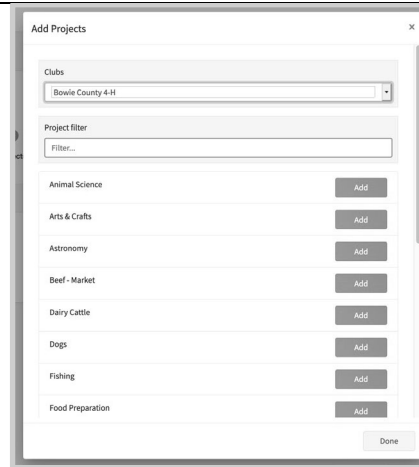 Add Projects ×
Clubs
Bowie County 4-H
Project filter
Filter...
Animal Science Add
Arts & Crafts Add
Astronomy Add
Beef - Market Add
Dairy Cattle Add
Dogs Add
Fishing Add
Food Preparation Add
Done